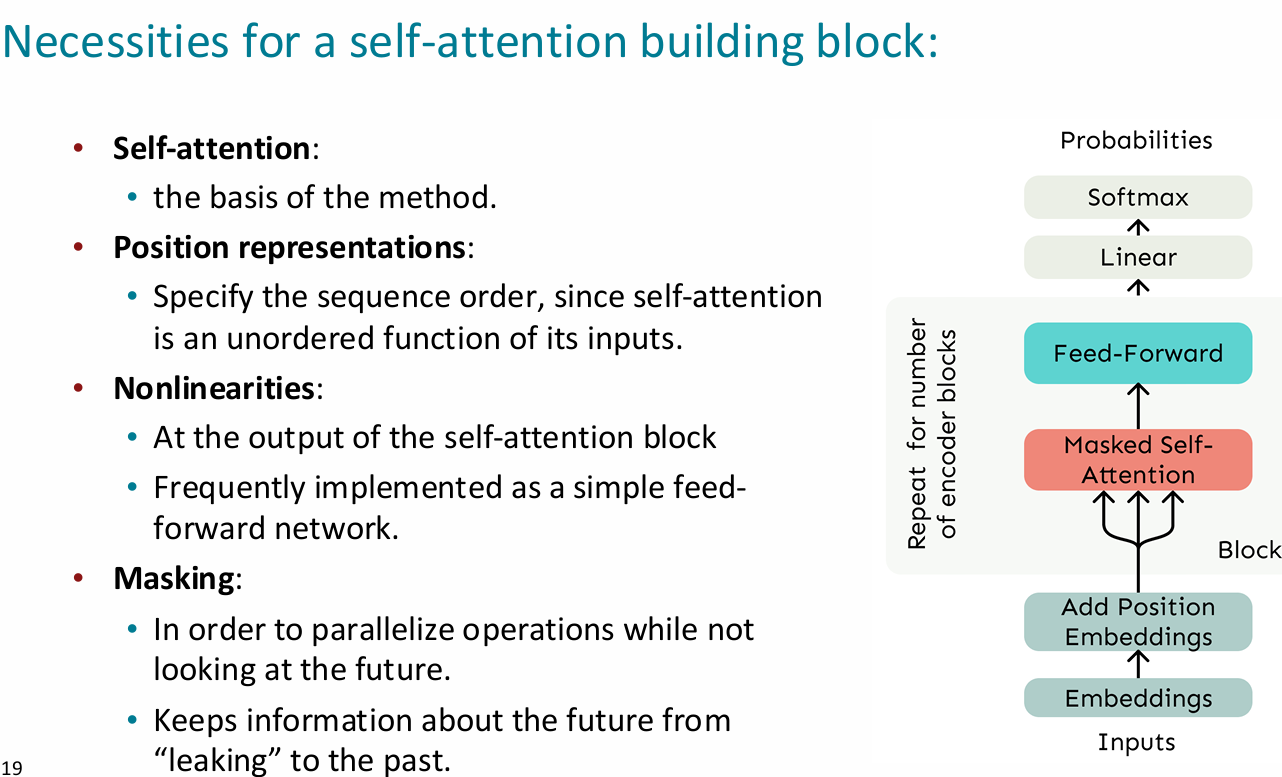 Necessities for a self-attention building block:
• Self-attention:
• the basis of the method.
• Position representations:
• Specify the sequence order, since self-attention
is an unordered function of its inputs.
• Nonlinearities:
• At the output of the self-attention block
• Frequently implemented as a simple feed-
forward network.
• Masking:
• In order to parallelize operations while not
looking at the future.
• Keeps information about the future from
“leaking” to the past.
19
Probabilities
Softmax
Linear
Repeat for number
of encoder blocks
Feed-Forward
Masked Self-
Attention
Block
Add Position
Embeddings
Embeddings
Inputs